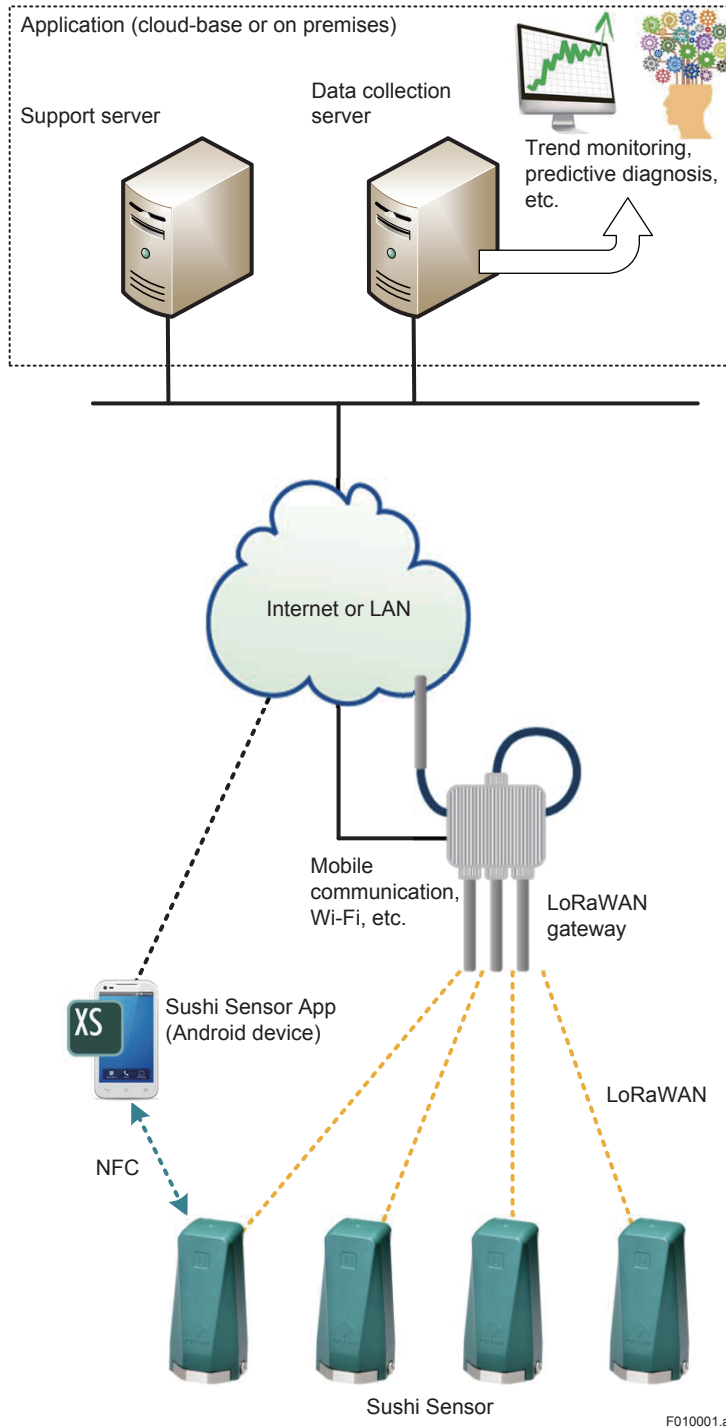 Application (cloud-base or on premises)
Support server
Data collection
server
Trend monitoring,
predictive diagnosis,
etc.
Internet or LAN
Mobile
communication,
Wi-Fi, etc.
LoRaWAN
gateway
XS
Sushi Sensor App
(Android device)
LoRaWAN
NFC
Sushi Sensor
F010001.a